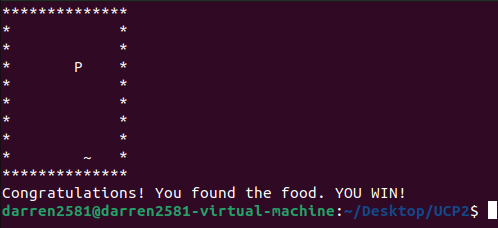 **************
*            *
*            *
*       P    *
*            *
*            *
*            *
*            *
*        ~   *
**************
Congratulations! You found the food. YOU WIN!
darren2581@darren2581-virtual-machine:~/Desktop/UCP2$